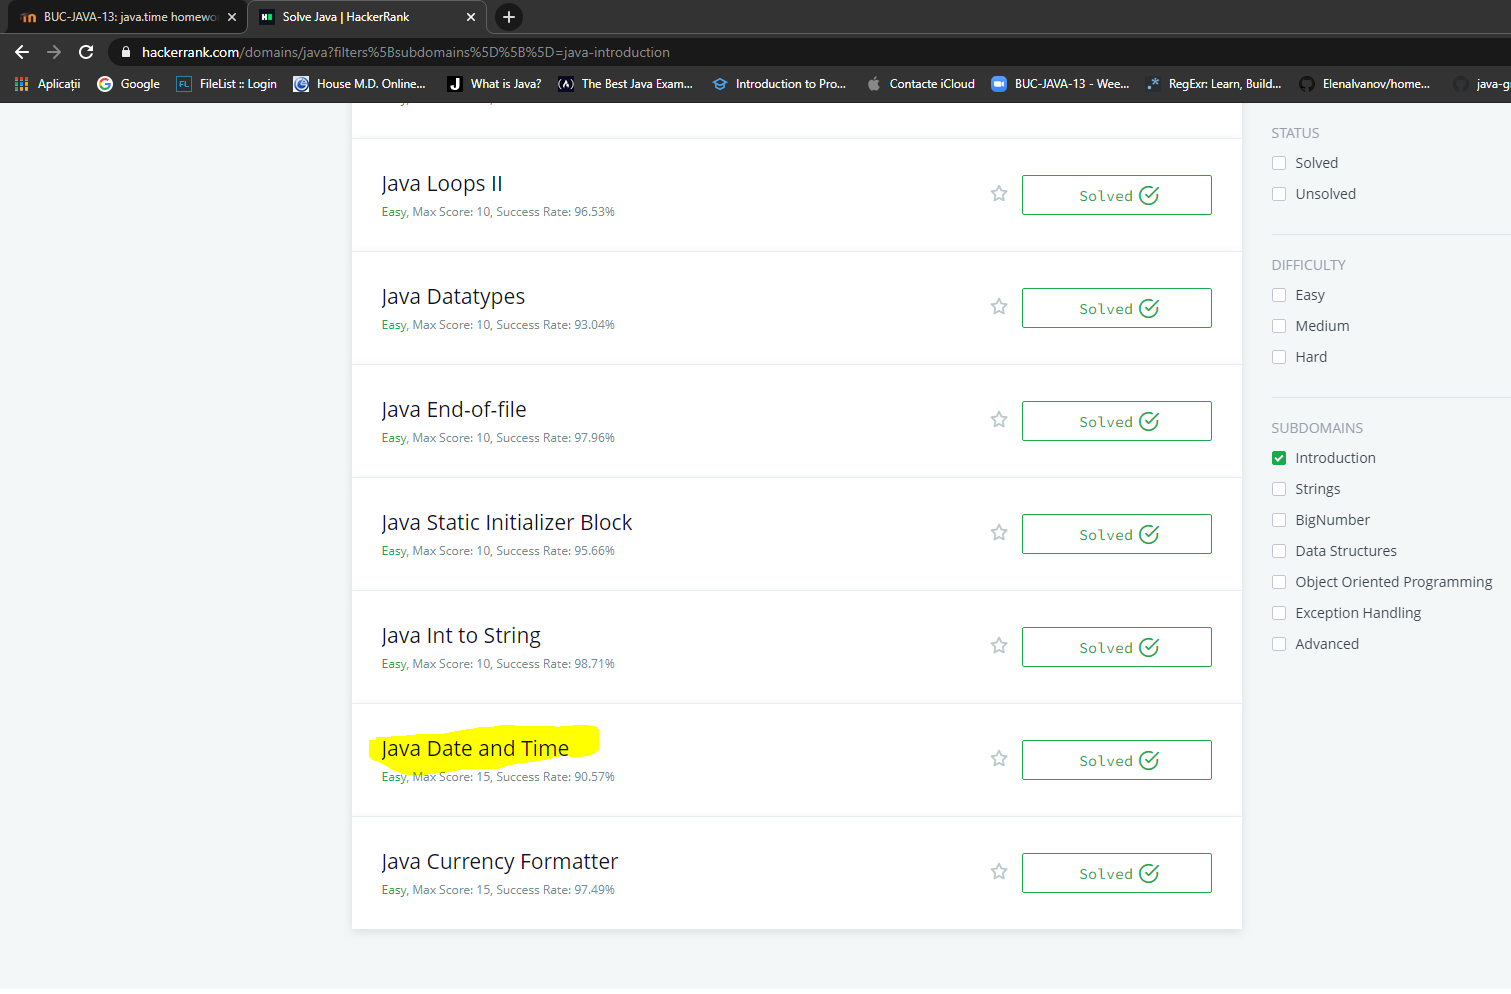 BUC-JAVA-13: java.time homewo
Solve Java | HackerRank
hackerrank.com/domains/java?filters%5Bsubdomains%5D%5B%5D=java-introduction
Aplicații Google FileList :: Login House M.D. Online... What is Java? The Best Java Exam... Introduction to Pro... Contacte iCloud BUC-JAVA-13 - Wee... RegExr: Learn, Build... ElenaIvanov/home... java-g
Java Loops II
Easy, Max Score: 10, Success Rate: 96.53%
Solved
Java Datatypes
Easy, Max Score: 10, Success Rate: 93.04%
Solved
Java End-of-file
Easy, Max Score: 10, Success Rate: 97.96%
Solved
Java Static Initializer Block
Easy, Max Score: 10, Success Rate: 95.66%
Solved
Java Int to String
Easy, Max Score: 10, Success Rate: 98.71%
Solved
Java Date and Time
Easy, Max Score: 15, Success Rate: 90.57%
Solved
Java Currency Formatter
Easy, Max Score: 15, Success Rate: 97.49%
Solved
STATUS
Solved
Unsolved
DIFFICULTY
Easy
Medium
Hard
SUBDOMAINS
Introduction
Strings
BigNumber
Data Structures
Object Oriented Programming
Exception Handling
Advanced